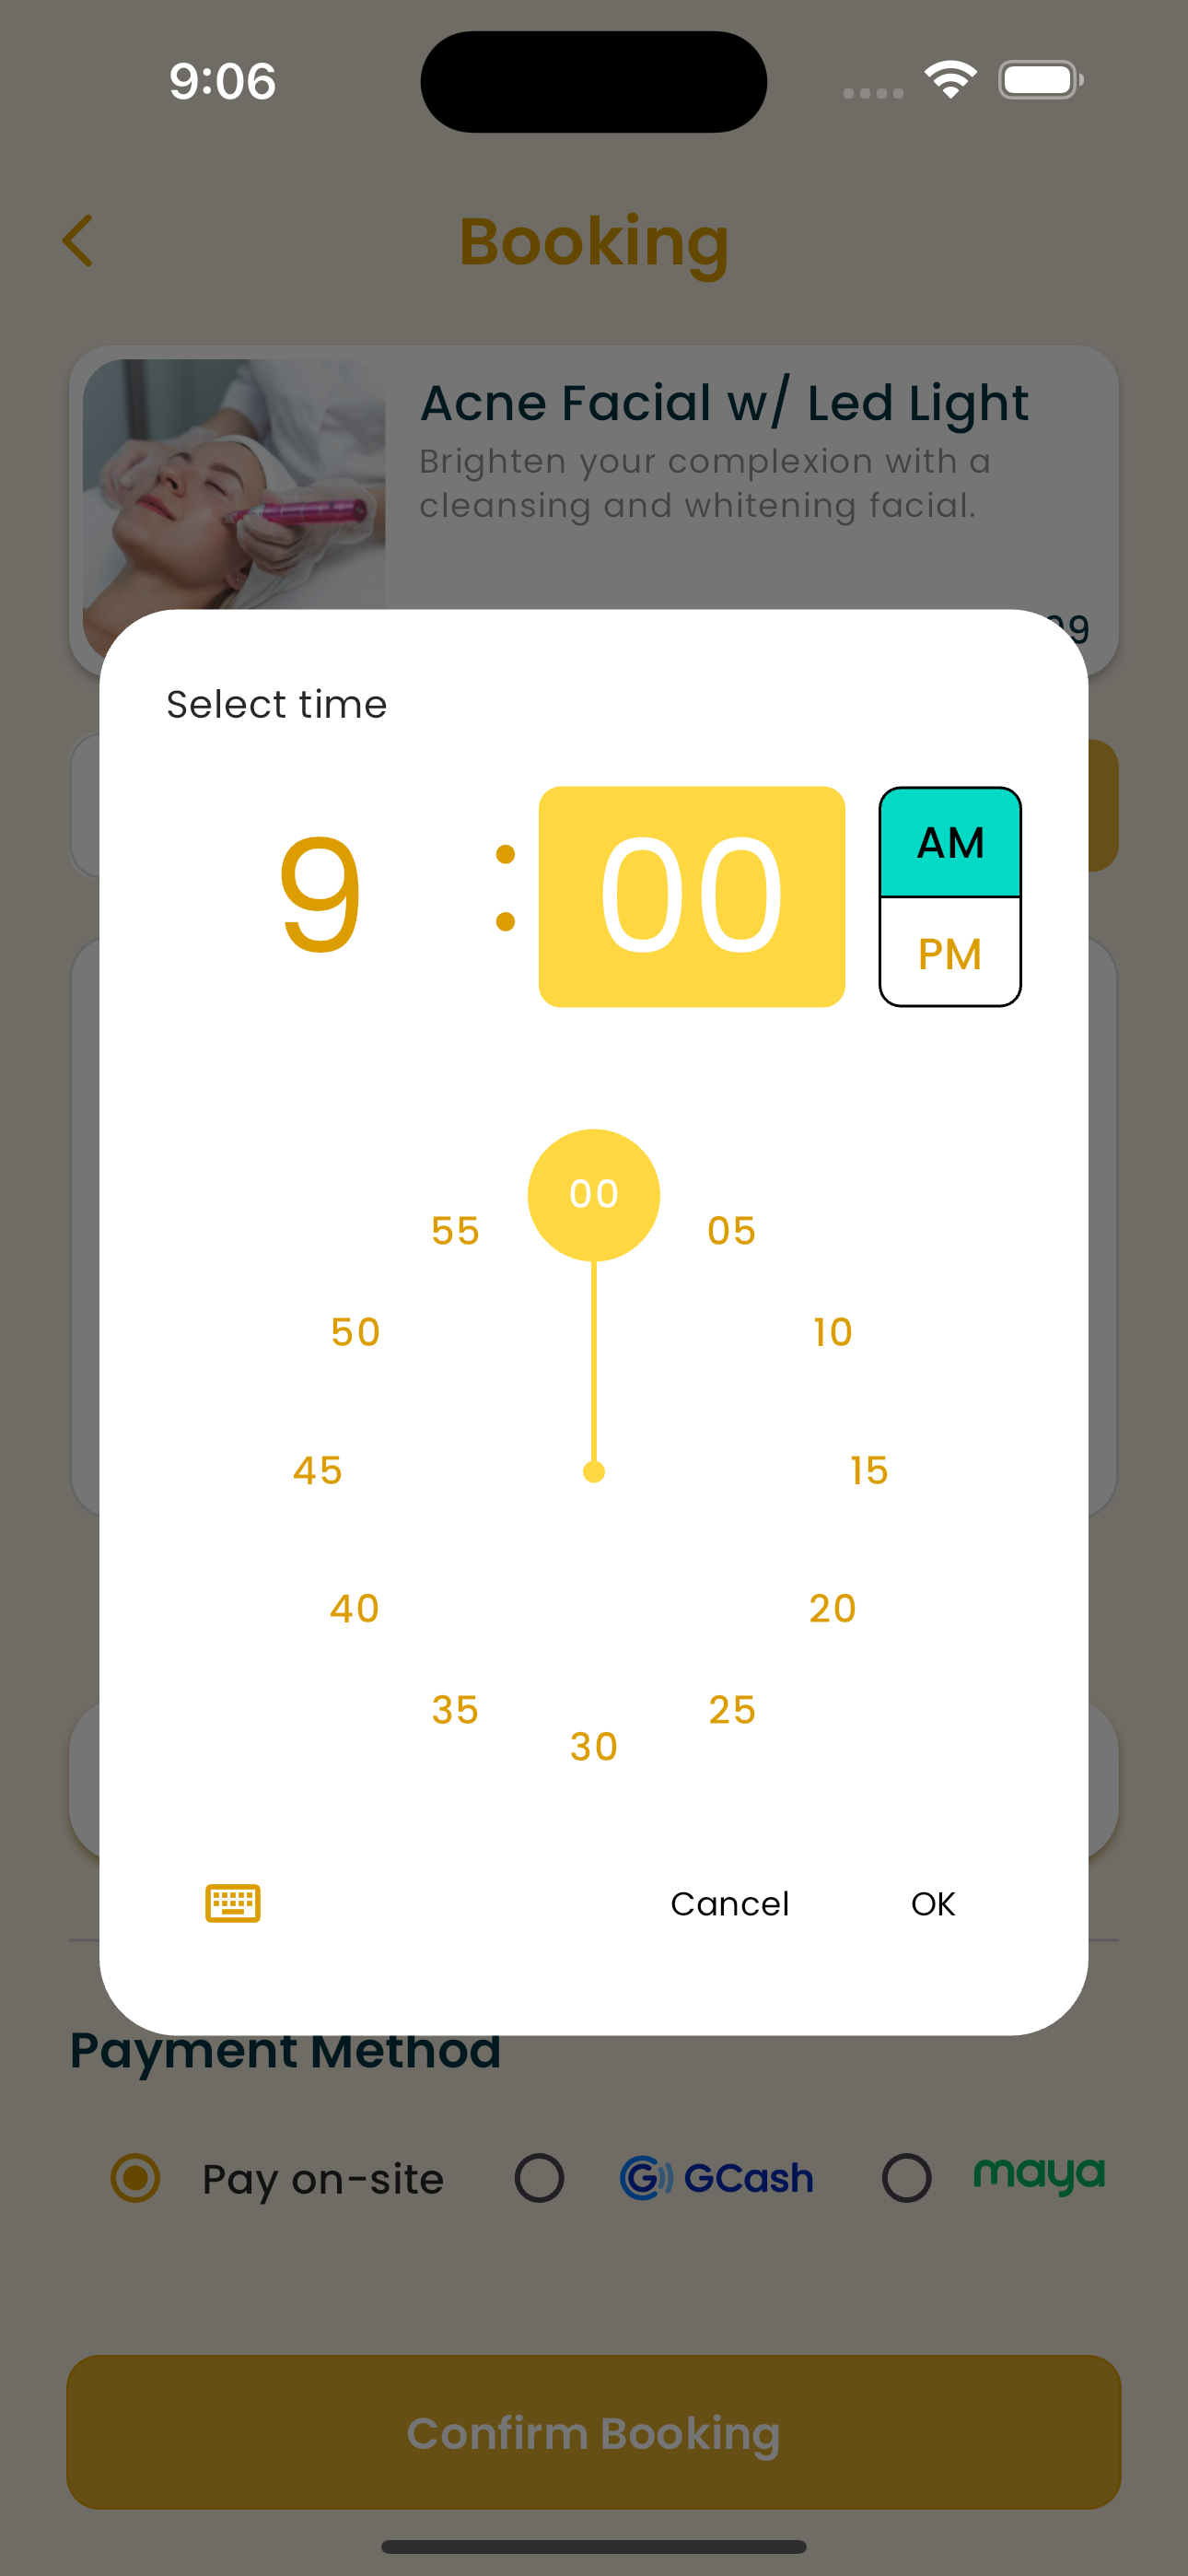 9:06
Booking
Acne Facial w/ Led Light
Brighten your complexion with a
cleansing and whitening facial.
Select time
9 : 00
AM
PM
00
55 05
50 10
45 15
40 20
35 25
30
Cancel OK
Payment Method
Pay on-site GCash maya
Confirm Booking